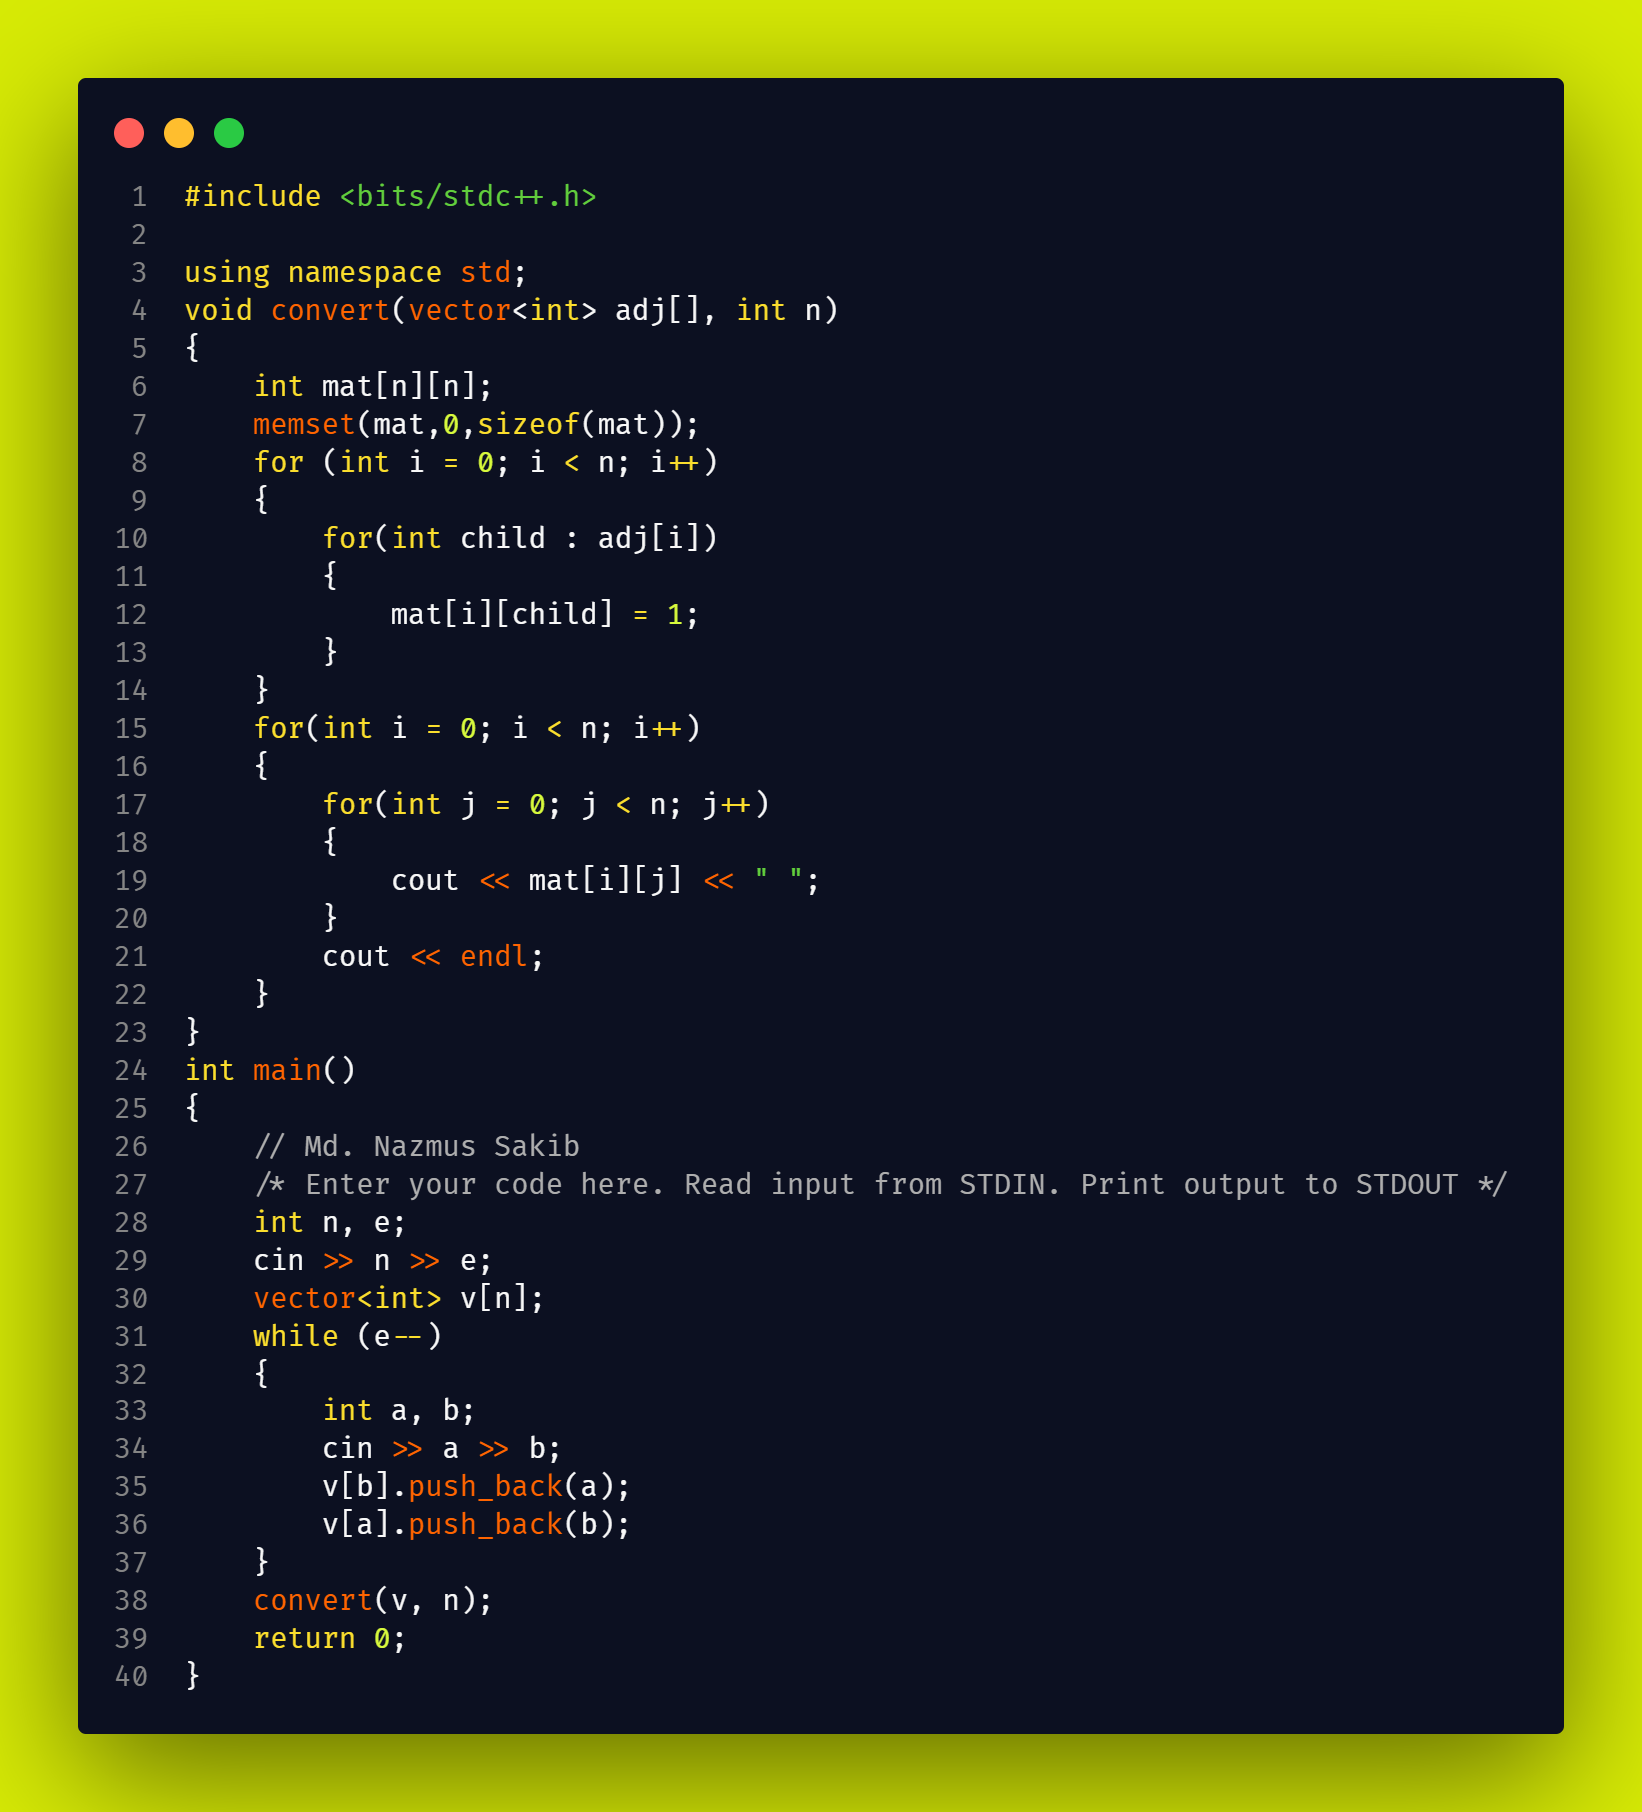 1 #include <bits/stdc++.h>
2
3 using namespace std;
4 void convert(vector<int> adj[], int n)
5 {
6     int mat[n][n];
7     memset(mat,0,sizeof(mat));
8     for (int i = 0; i < n; i++)
9     {
10         for(int child : adj[i])
11         {
12             mat[i][child] = 1;
13         }
14     }
15     for(int i = 0; i < n; i++)
16     {
17         for(int j = 0; j < n; j++)
18         {
19             cout << mat[i][j] << " ";
20         }
21         cout << endl;
22     }
23 }
24 int main()
25 {
26     // Md. Nazmus Sakib
27     /* Enter your code here. Read input from STDIN. Print output to STDOUT */
28     int n, e;
29     cin >> n >> e;
30     vector<int> v[n];
31     while (e--)
32     {
33         int a, b;
34         cin >> a >> b;
35         v[b].push_back(a);
36         v[a].push_back(b);
37     }
38     convert(v, n);
39     return 0;
40 }